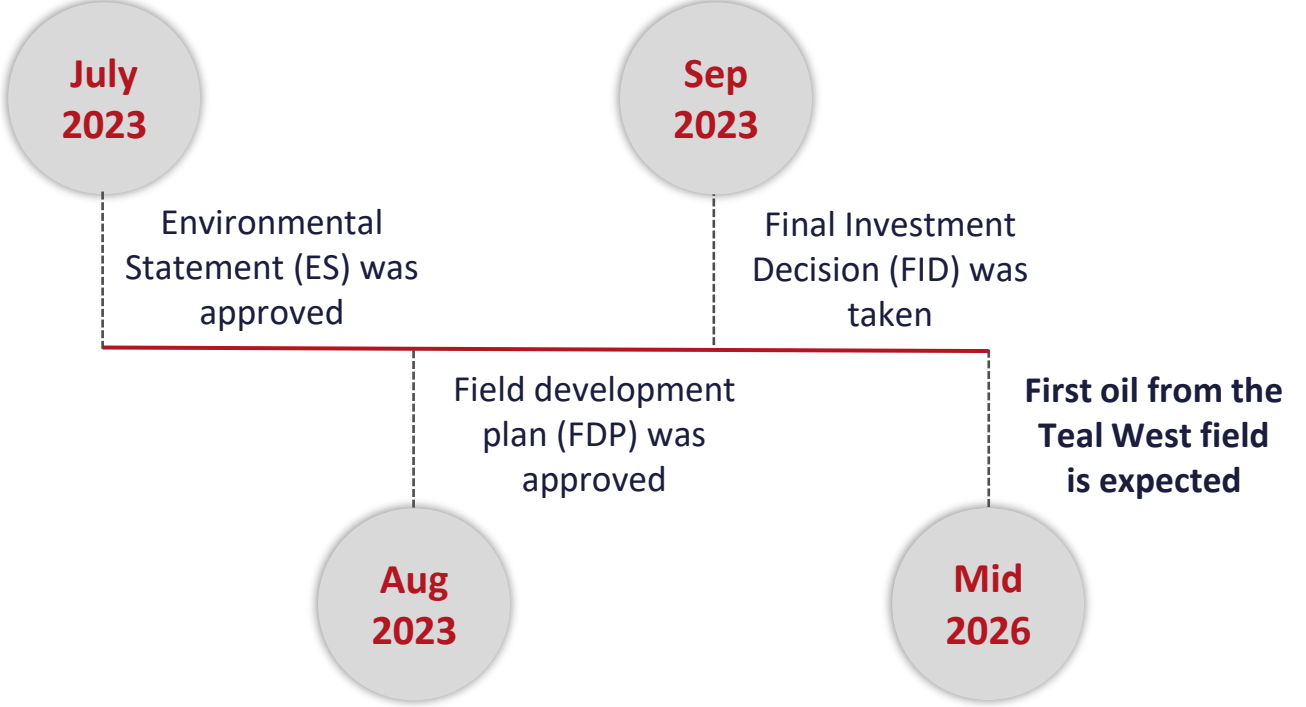 July
2023
Environmental
Statement (ES) was
approved
Aug
2023
Field development
plan (FDP) was
approved
Sep
2023
Final Investment
Decision (FID) was
taken
Mid
2026
First oil from the
Teal West field
is expected